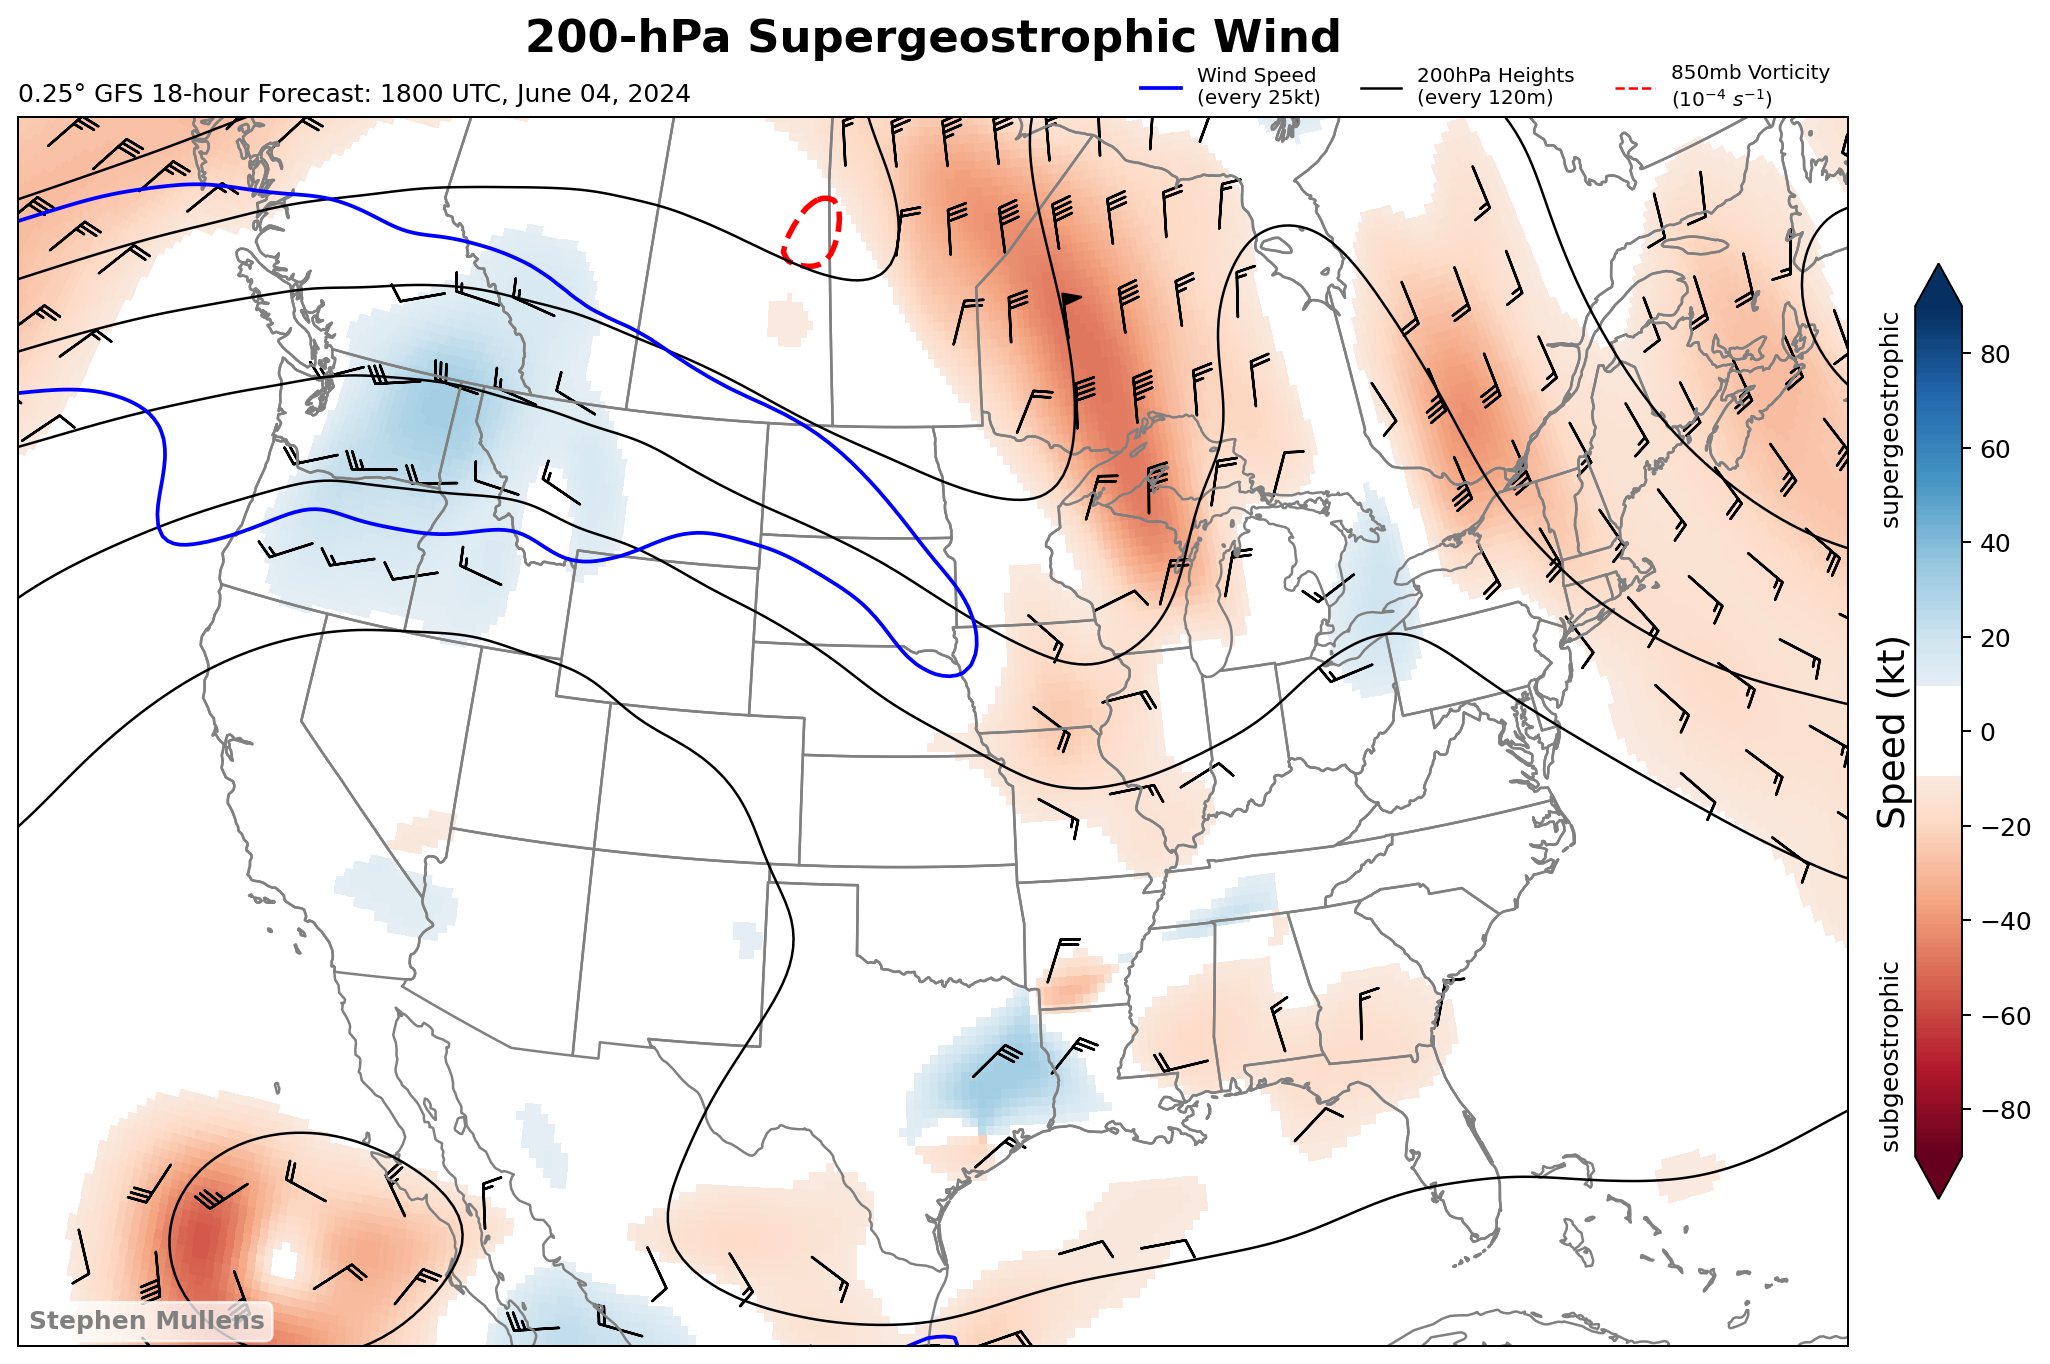 200-hPa Supergeostrophic Wind
0.25° GFS 18-hour Forecast: 1800 UTC, June 04, 2024
Wind Speed
(every 25kt)
200hPa Heights
(every 120m)
850mb Vorticity
(10⁻⁴ s⁻¹)
supergeostrophic
Speed (kt)
subgeostrophic
80
60
40
20
0
−20
−40
−60
−80
Stephen Mullens